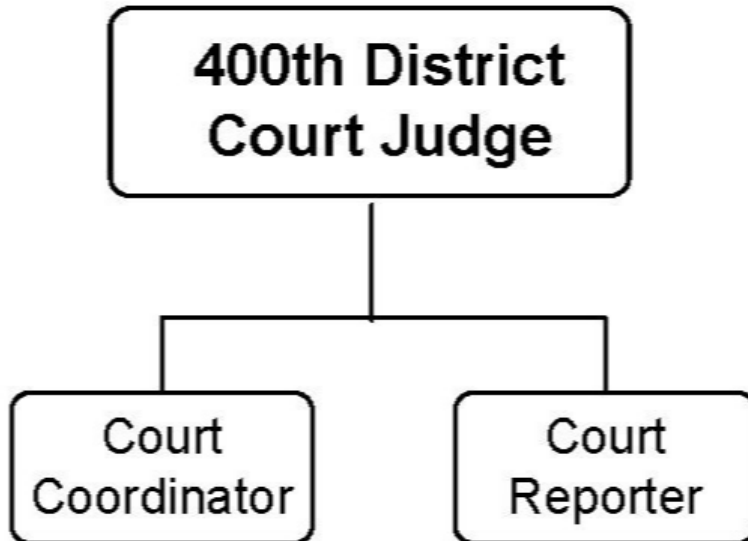 400th District
Court Judge
Court
Coordinator
Court
Reporter